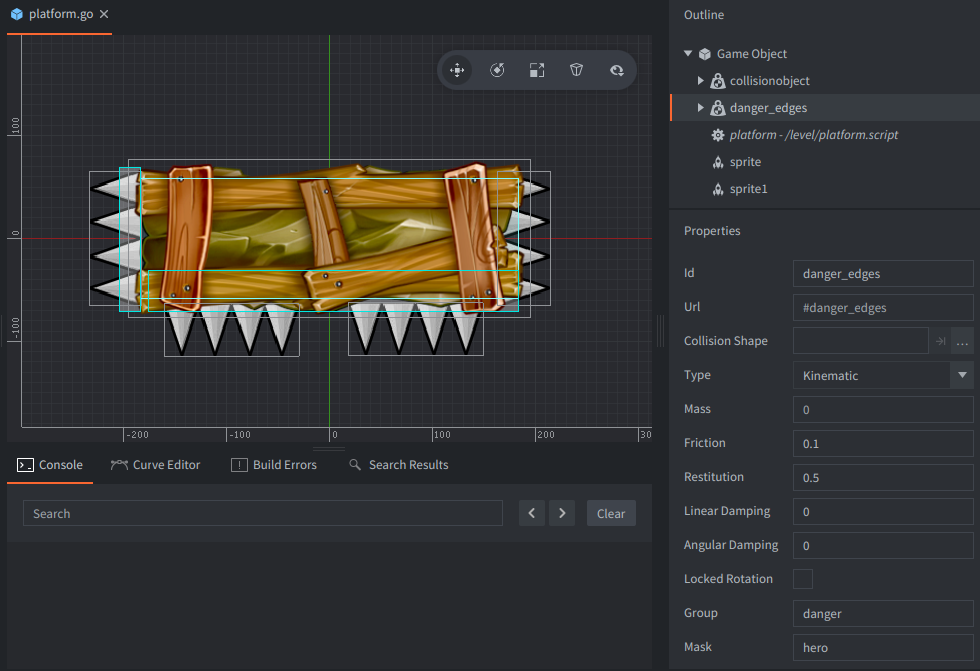 platform.go
100
0
-100
-200
-100
0
100
200
30
Console
Curve Editor
Build Errors
Search Results
Search
Clear
Outline
Game Object
collisionobject
danger_edges
platform - /level/platform.script
sprite
sprite1
Properties
Id danger_edges
Url #danger_edges
Collision Shape ...
Type Kinematic
Mass 0
Friction 0.1
Restitution 0.5
Linear Damping 0
Angular Damping 0
Locked Rotation
Group danger
Mask hero